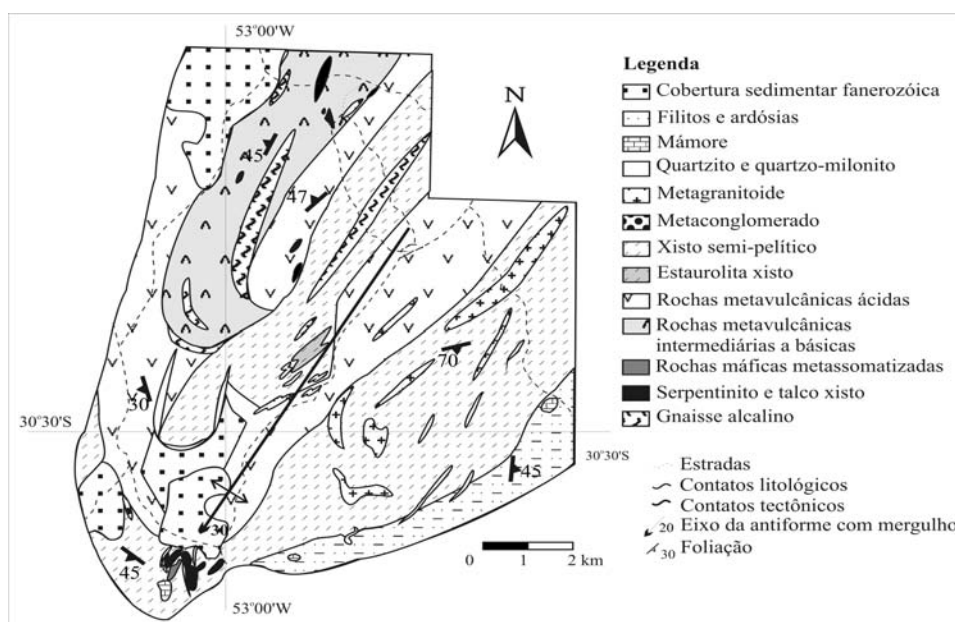 53°00'W
N
45
47
30
70
30°30'S
30°30'S
45
30
45
0 1 2 km
53°00'W
Legenda
Cobertura sedimentar fanerozóica
Filitos e ardósias
Mámore
Quartzito e quartzo-milonito
Metagranitoide
Metaconglomerado
Xisto semi-pelítico
Estaurolita xisto
Rochas metavulcânicas ácidas
Rochas metavulcânicas
intermediárias a básicas
Rochas máficas metassomatizadas
Serpentinito e talco xisto
Gnaisse alcalino
Estradas
Contatos litológicos
Contatos tectônicos
20 Eixo da antiforme com mergulho
30 Foliação